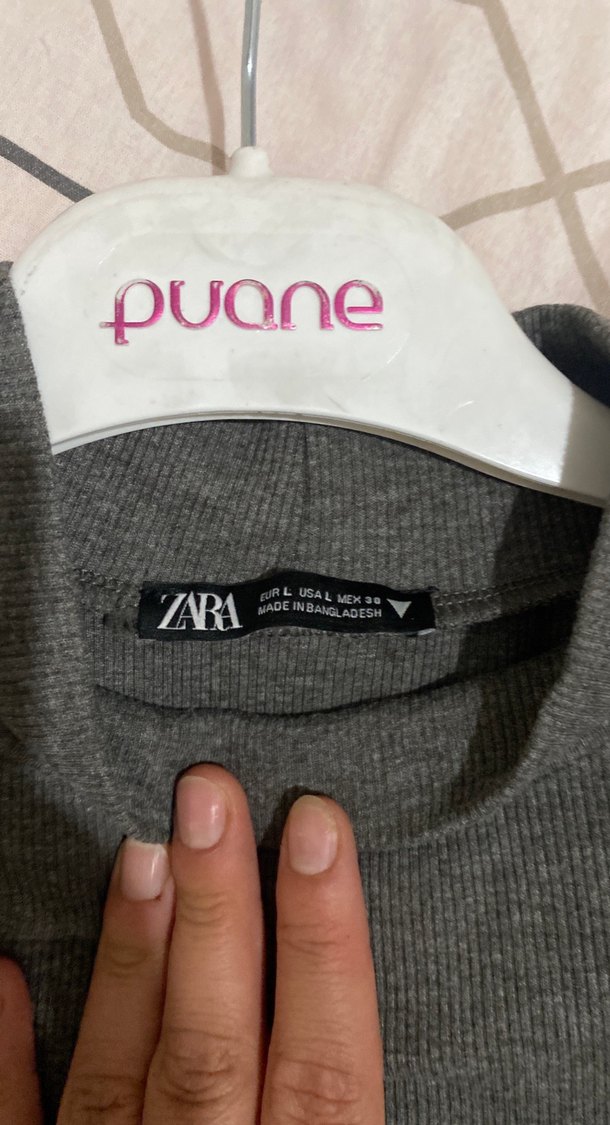 puane
ZARA
EUR L USA L MEX 30
MADE IN BANGLADESH